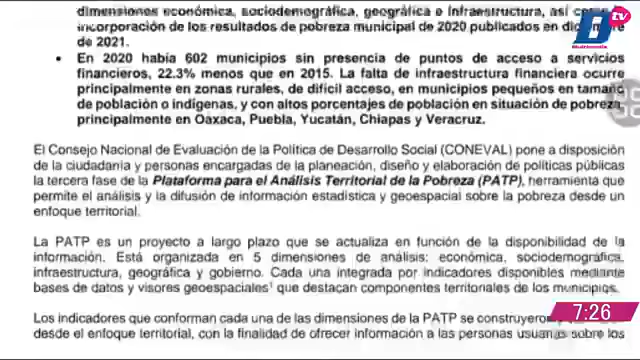 dimensiones económica, sociodemográfica, geográfica e infraestructura, así como
incorporación de los resultados de pobreza municipal de 2020 publicados en diciembre
de 2021.
• En 2020 había 602 municipios sin presencia de puntos de acceso a servicios
financieros, 22.3% menos que en 2015. La falta de infraestructura financiera ocurre
principalmente en zonas rurales, de difícil acceso, en municipios pequeños en tamaño
de población o indígenas, y con altos porcentajes de población en situación de pobreza
principalmente en Oaxaca, Puebla, Yucatán, Chiapas y Veracruz.
El Consejo Nacional de Evaluación de la Política de Desarrollo Social (CONEVAL) pone a disposición
de la ciudadanía y personas encargadas de la planeación, diseño y elaboración de políticas públicas
la tercera fase de la Plataforma para el Análisis Territorial de la Pobreza (PATP), herramienta que
permite el análisis y la difusión de información estadística y geoespacial sobre la pobreza desde un
enfoque territorial.
La PATP es un proyecto a largo plazo que se actualiza en función de la disponibilidad de la
información. Está organizada en 5 dimensiones de análisis: económica, sociodemográfica,
infraestructura, geográfica y gobierno. Cada una integrada por indicadores disponibles mediante
bases de datos y visores geoespaciales¹ que destacan componentes territoriales de los municipios.
Los indicadores que conforman cada una de las dimensiones de la PATP se construyeron
desde el enfoque territorial, con la finalidad de ofrecer información a las personas usuarias sobre los
B tv
Multimedia
7:26